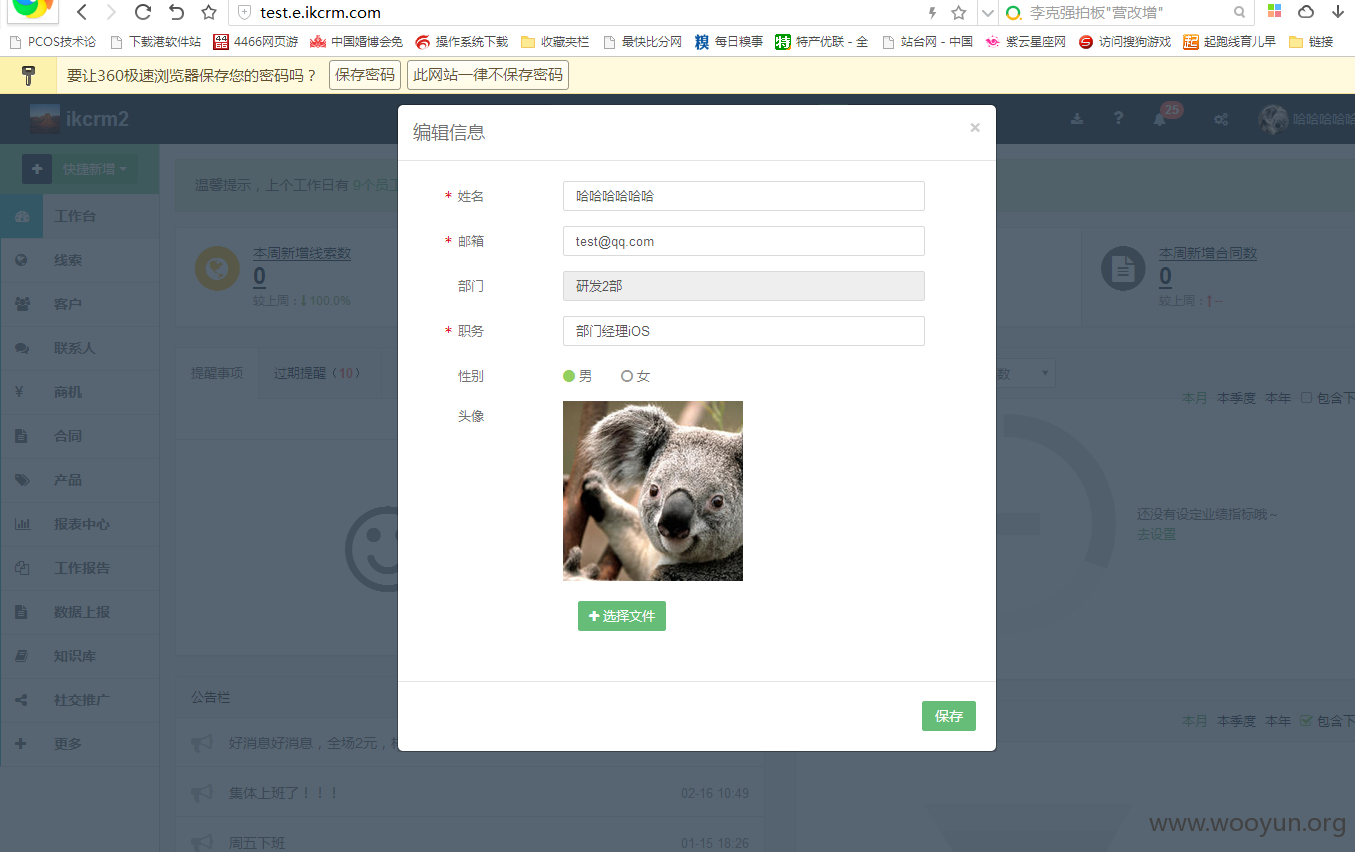 test.e.ikcrm.com
李克强拍板"营改增"
PCOS技术论 下载港软件站 4466网页游 中国婚博会免 操作系统下载 收藏夹栏 最快比分网 每日糗事 特产优联 - 全 站台网 - 中国 紫云星座网 访问搜狗游戏 起跑线育儿早 链接
要让360极速浏览器保存您的密码吗？ 保存密码 此网站一律不保存密码
ikcrm2
25
哈哈哈哈哈
快捷新增
工作台
线索
客户
联系人
商机
合同
产品
报表中心
工作报告
数据上报
知识库
社交推广
更多
温馨提示，上个工作日有 9个员工
本周新增线索数
0
较上周：100.0%
本周新增合同数
0
较上周：--
提醒事项 过期提醒（10）
数
本月 本季度 本年 包含下
还没有设定业绩指标哦~
去设置
编辑信息 ×
* 姓名 哈哈哈哈哈哈
* 邮箱 test@qq.com
部门 研发2部
* 职务 部门经理iOS
性别 男 女
头像
选择文件
保存
公告栏
好消息好消息，全场2元，
集体上班了！！！ 02-16 10:49
周五下班 01-15 18:26
本月 本季度 本年 包含下
www.wooyun.org